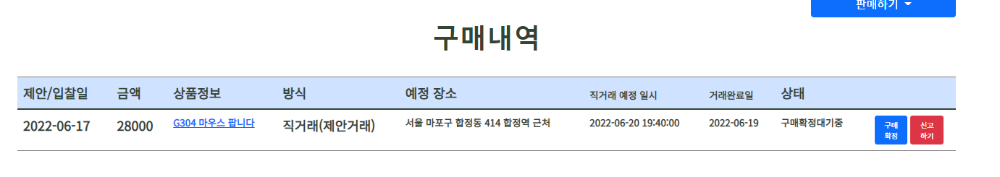 판매하기
구매내역
제안/입찰일 금액 상품정보 방식 예정 장소 직거래 예정 일시 거래완료일 상태
2022-06-17 28000 G304 마우스 팝니다 직거래(제안거래) 서울 마포구 합정동 414 합정역 근처 2022-06-20 19:40:00 2022-06-19 구매확정대기중
구매
확정
신고
하기